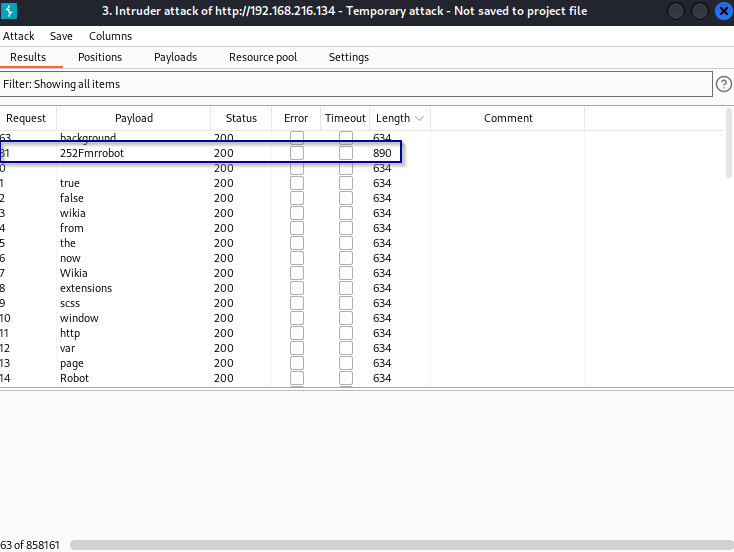 3. Intruder attack of http://192.168.216.134 - Temporary attack - Not saved to project file
Attack Save Columns
Results Positions Payloads Resource pool Settings
Filter: Showing all items
Request Payload Status Error Timeout Length Comment
63 background 200 634
31 252Fmrrobot 200 890
0 200 634
1 true 200 634
2 false 200 634
3 wikia 200 634
4 from 200 634
5 the 200 634
6 now 200 634
7 Wikia 200 634
8 extensions 200 634
9 scss 200 634
10 window 200 634
11 http 200 634
12 var 200 634
13 page 200 634
14 Robot 200 634
63 of 858161